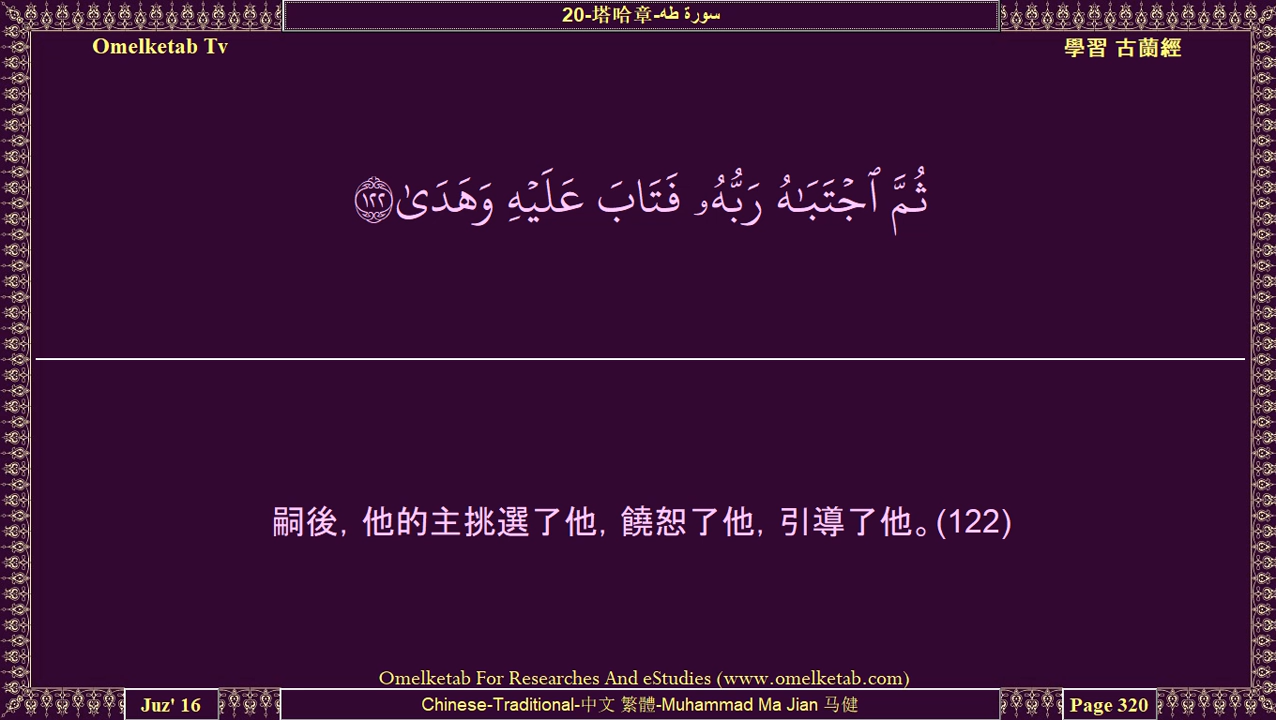 20-塔哈章-سورة طه
Omelketab Tv
學習 古蘭經
ثُمَّ ٱجْتَبَـٰهُ رَبُّهُۥ فَتَابَ عَلَيْهِ وَهَدَىٰ ١٢٢
嗣後，他的主挑選了他，饒恕了他，引導了他。(122)
Omelketab For Researches And eStudies (www.omelketab.com)
Juz' 16
Chinese-Traditional-中文 繁體-Muhammad Ma Jian 马健
Page 320